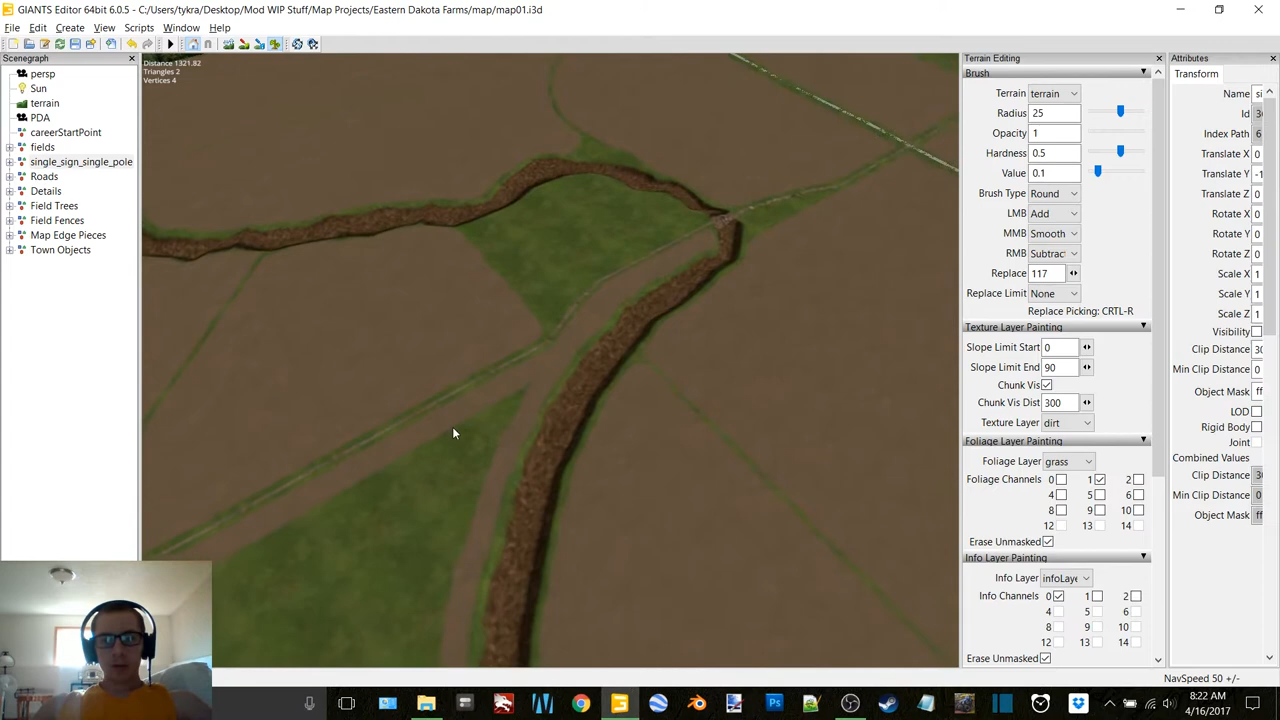 GIANTS Editor 64bit 6.0.5 - C:/Users/tykra/Desktop/Mod WIP Stuff/Map Projects/Eastern Dakota Farms/map/map01.i3d
File Edit Create View Scripts Window Help
Scenegraph
persp
Sun
terrain
PDA
careerStartPoint
fields
single_sign_single_pole
Roads
Details
Field Trees
Field Fences
Map Edge Pieces
Town Objects
Distance 1321.82
Triangles 2
Vertices 4
Terrain Editing
Brush
Terrain terrain
Radius 25
Opacity 1
Hardness 0.5
Value 0.1
Brush Type Round
LMB Add
MMB Smooth
RMB Subtrac
Replace 117
Replace Limit None
Replace Picking: CRTL-R
Texture Layer Painting
Slope Limit Start 0
Slope Limit End 90
Chunk Vis
Chunk Vis Dist 300
Texture Layer dirt
Foliage Layer Painting
Foliage Layer grass
Foliage Channels 0 1 2
4 5 6
8 9 10
12 13 14
Erase Unmasked
Info Layer Painting
Info Layer infoLaye
Info Channels 0 1 2
4 5 6
8 9 10
12 13 14
Erase Unmasked
Attributes
Transform
Name si
Id 3
Index Path 6
Translate X 0
Translate Y -1
Translate Z 0
Rotate X 0
Rotate Y 0
Rotate Z 0
Scale X 1
Scale Y 1
Scale Z 1
Visibility
Clip Distance 30
Min Clip Distance 0
Object Mask ff
LOD
Rigid Body
Joint
Combined Values
Clip Distance 30
Min Clip Distance 0
Object Mask ff
NavSpeed 50 +/-
8:22 AM
4/16/2017